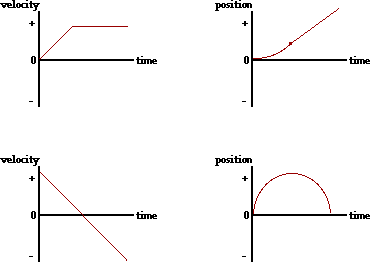 velocity
+
0
time
-
position
+
0
time
-
velocity
+
0
time
-
position
+
0
time
-